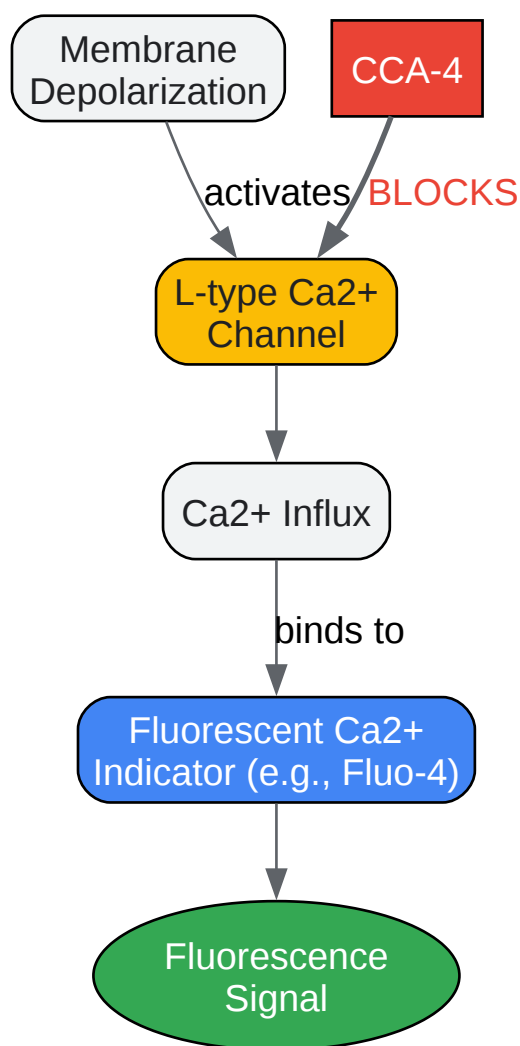 Membrane
Depolarization
CCA-4
activates
BLOCKS
L-type Ca2+
Channel
Ca2+ Influx
binds to
Fluorescent Ca2+
Indicator (e.g., Fluo-4)
Fluorescence
Signal